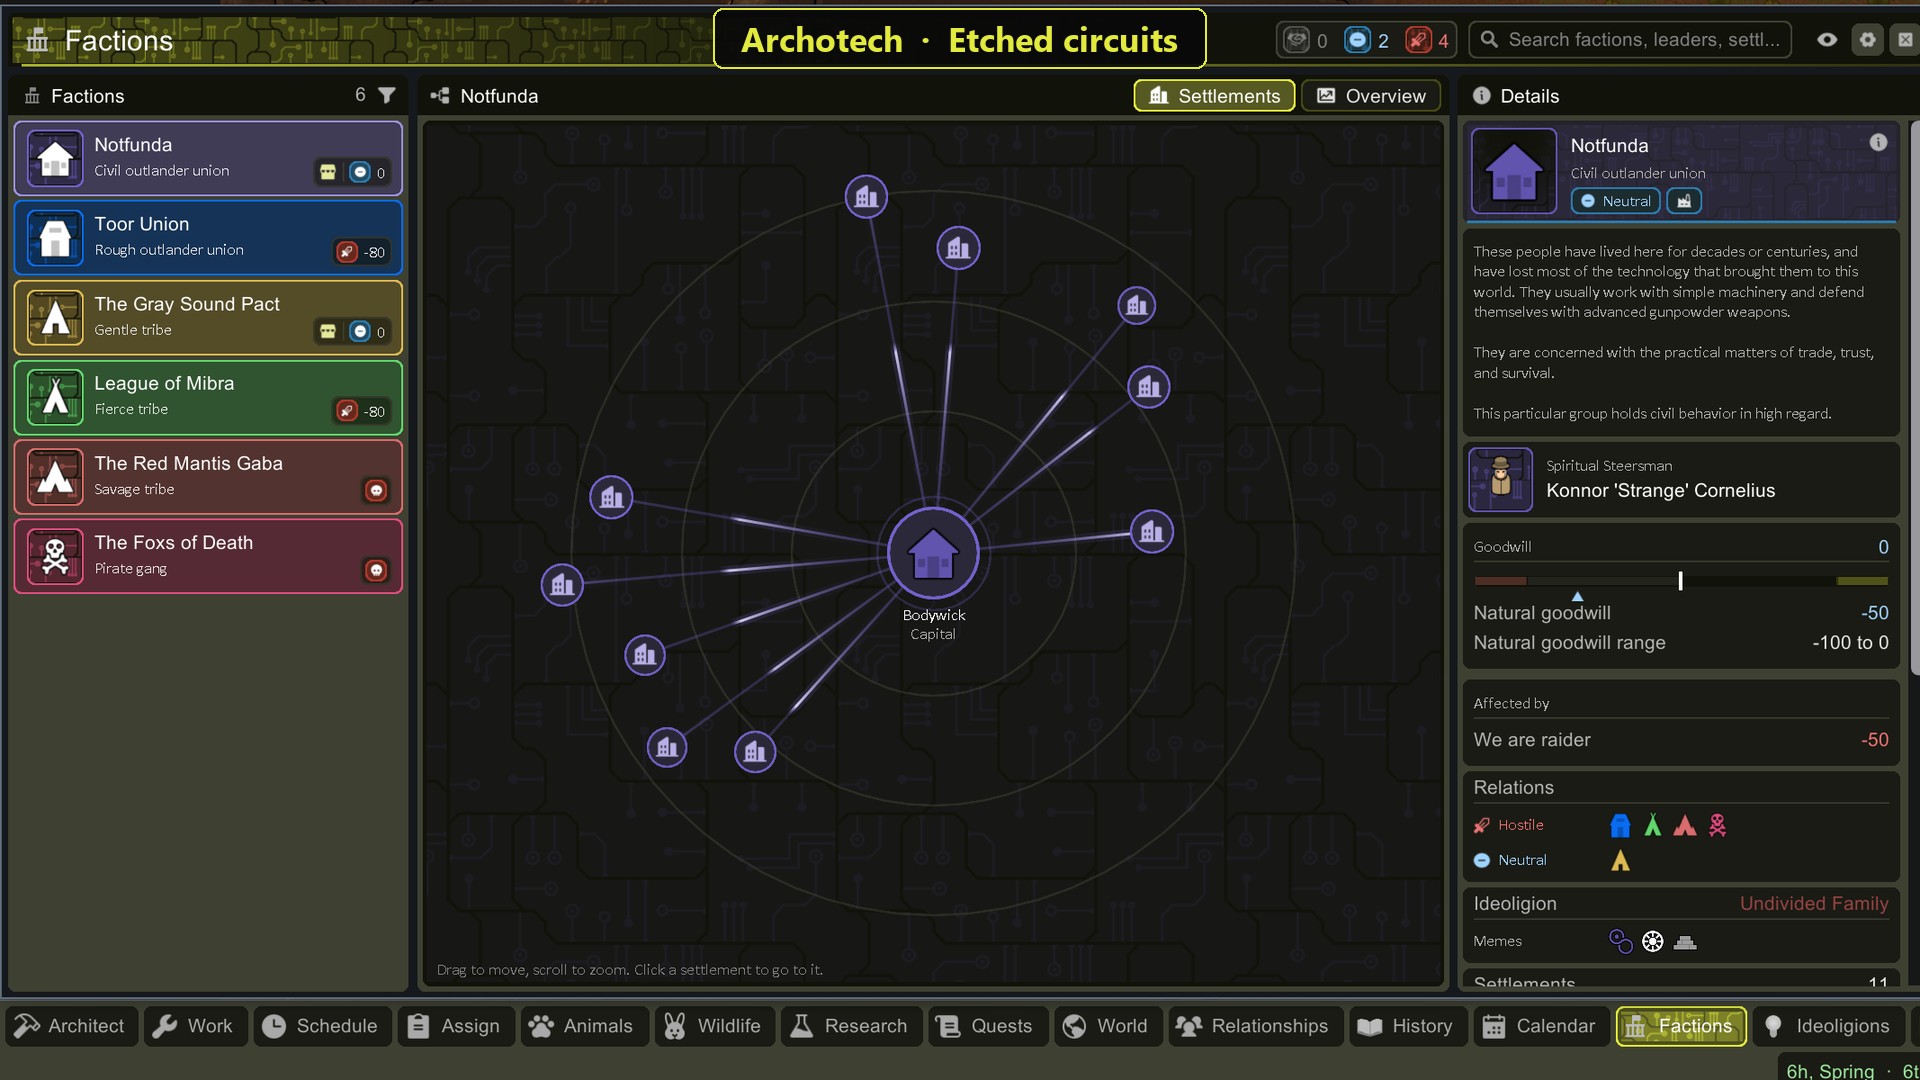 Factions
Archotech · Etched circuits
0 2 4
Search factions, leaders, settl...
Factions 6
Notfunda
Settlements
Overview
Details
Notfunda
Civil outlander union
0
Toor Union
Rough outlander union
-80
The Gray Sound Pact
Gentle tribe
0
League of Mibra
Fierce tribe
-80
The Red Mantis Gaba
Savage tribe
The Foxs of Death
Pirate gang
Bodywick
Capital
Drag to move, scroll to zoom. Click a settlement to go to it.
Notfunda
Civil outlander union
Neutral
These people have lived here for decades or centuries, and
have lost most of the technology that brought them to this
world. They usually work with simple machinery and defend
themselves with advanced gunpowder weapons.
They are concerned with the practical matters of trade, trust,
and survival.
This particular group holds civil behavior in high regard.
Spiritual Steersman
Konnor 'Strange' Cornelius
Goodwill 0
Natural goodwill -50
Natural goodwill range -100 to 0
Affected by
We are raider -50
Relations
Hostile
Neutral
Ideoligion Undivided Family
Memes
Settlements 11
Architect
Work
Schedule
Assign
Animals
Wildlife
Research
Quests
World
Relationships
History
Calendar
Factions
Ideoligions
6h, Spring · 6t